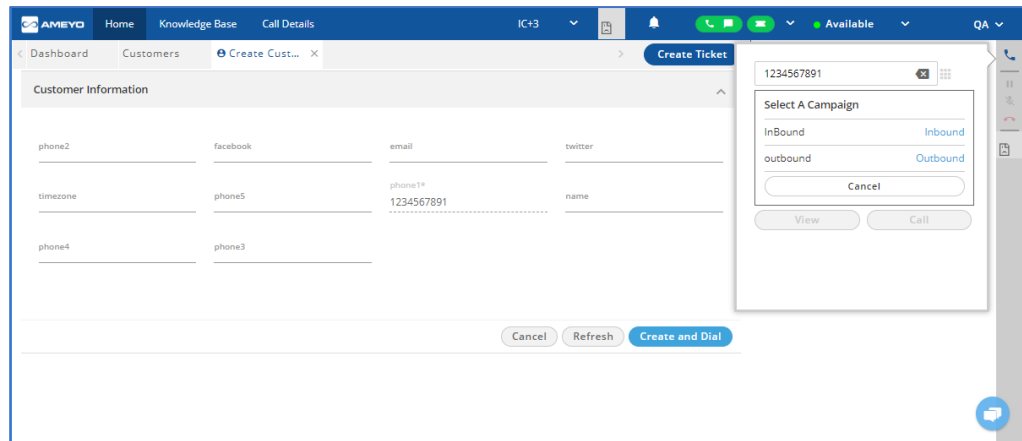 AMEYO Home Knowledge Base Call Details IC+3 Available QA
Dashboard Customers Create Cust... Create Ticket
Customer Information
phone2 facebook email twitter
timezone phone5 phone1* name
1234567891
phone4 phone3
Cancel Refresh Create and Dial
1234567891
Select A Campaign
InBound Inbound
outbound Outbound
Cancel
View Call